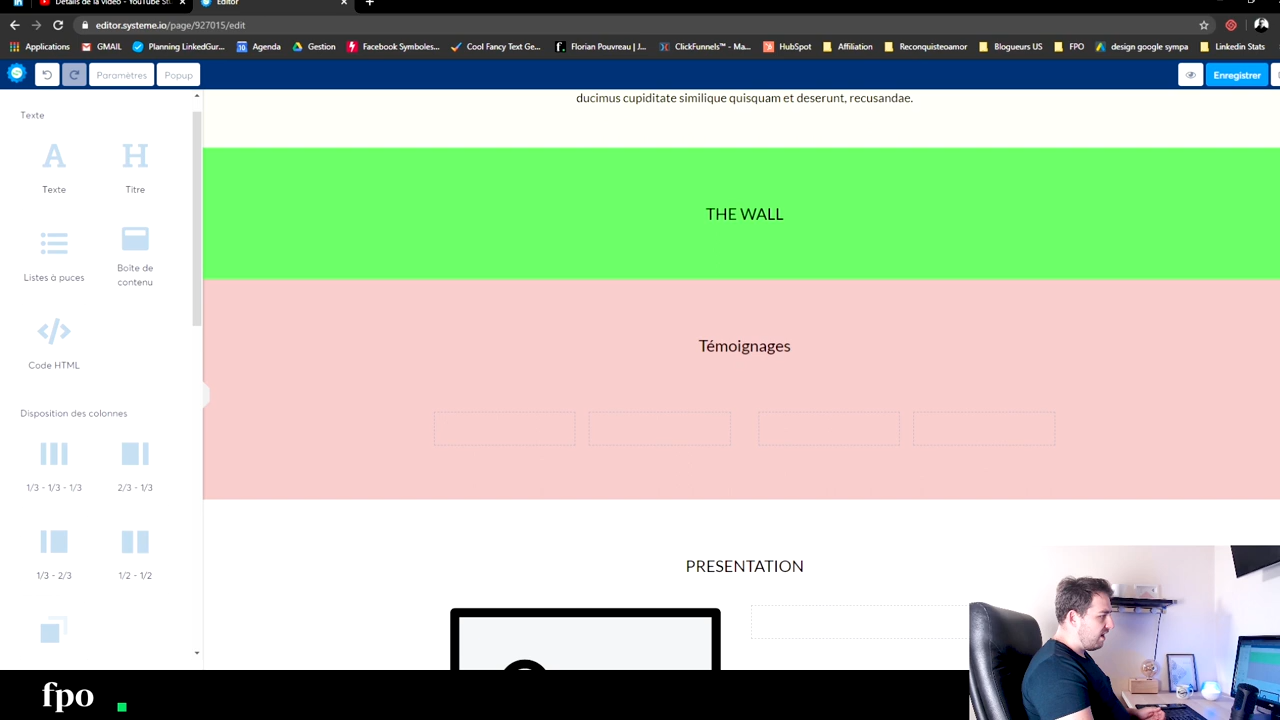 Détails de la vidéo - YouTube St
Editor
editor.systeme.io/page/927015/edit
Applications
GMAIL
Planning LinkedGur...
Agenda
Gestion
Facebook Symboles...
Cool Fancy Text Ge...
Florian Pouvreau (...
ClickFunnels™ - Ma...
HubSpot
Affiliation
Reconquisteoamor
Blogueurs US
FPO
design google sympa
Linkedin Stats
Paramètres
Popup
Enregistrer
Texte
Texte
Titre
Listes à puces
Boîte de
contenu
Code HTML
Disposition des colonnes
1/3 - 1/3 - 1/3
2/3 - 1/3
1/3 - 2/3
1/2 - 1/2
ducimus cupiditate similique quisquam et deserunt, recusandae.
THE WALL
Témoignages
PRESENTATION
fpo